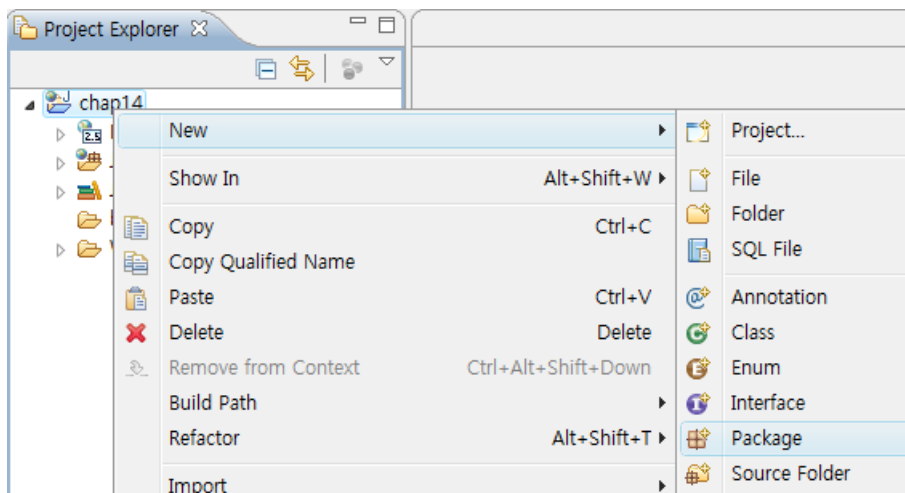 Project Explorer
chap14
2.5
New
Show In Alt+Shift+W
Copy Ctrl+C
Copy Qualified Name
Paste Ctrl+V
Delete Delete
Remove from Context Ctrl+Alt+Shift+Down
Build Path
Refactor Alt+Shift+T
Import
Project...
File
Folder
SQL File
Annotation
Class
Enum
Interface
Package
Source Folder